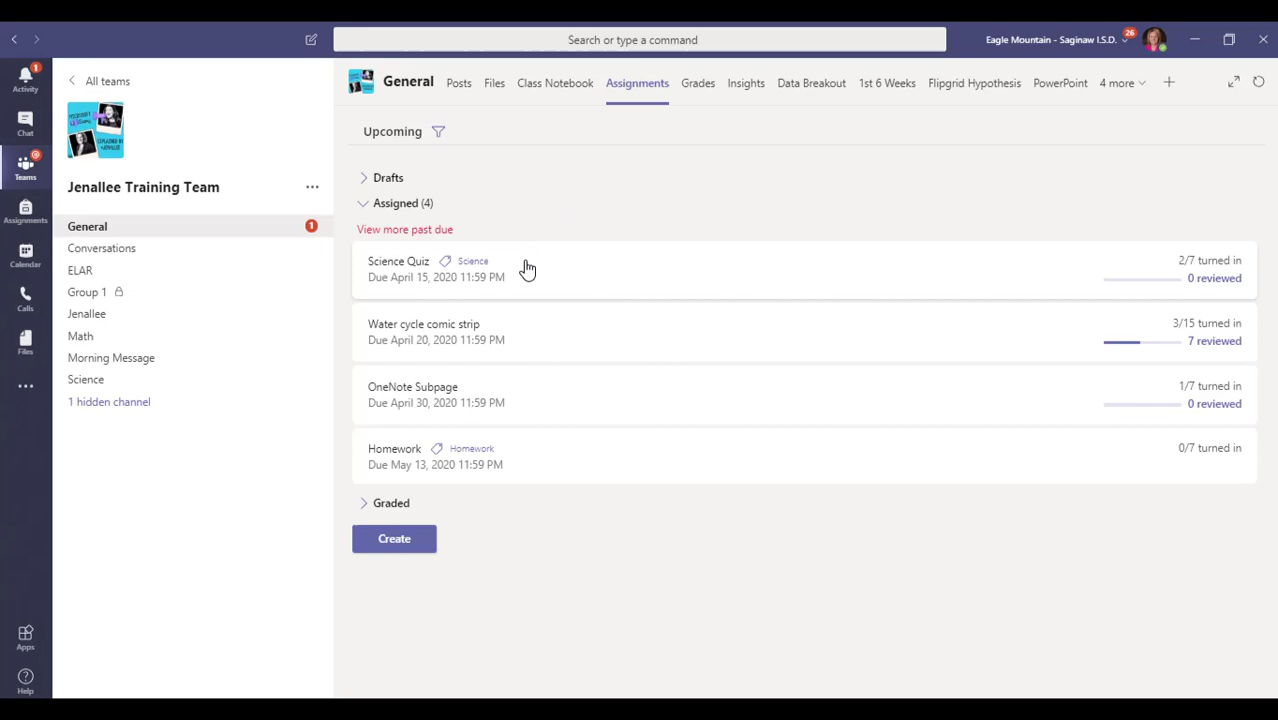 Search or type a command
Eagle Mountain - Saginaw I.S.D.
26
Activity
1
Chat
Teams
Assignments
Calendar
Calls
Files
Apps
Help
All teams
Jenallee Training Team
General
1
Conversations
ELAR
Group 1
Jenallee
Math
Morning Message
Science
1 hidden channel
General
Posts
Files
Class Notebook
Assignments
Grades
Insights
Data Breakout
1st 6 Weeks
Flipgrid Hypothesis
PowerPoint
4 more
Upcoming
Drafts
Assigned (4)
View more past due
Science Quiz Science
Due April 15, 2020 11:59 PM
2/7 turned in
0 reviewed
Water cycle comic strip
Due April 20, 2020 11:59 PM
3/15 turned in
7 reviewed
OneNote Subpage
Due April 30, 2020 11:59 PM
1/7 turned in
0 reviewed
Homework Homework
Due May 13, 2020 11:59 PM
0/7 turned in
Graded
Create